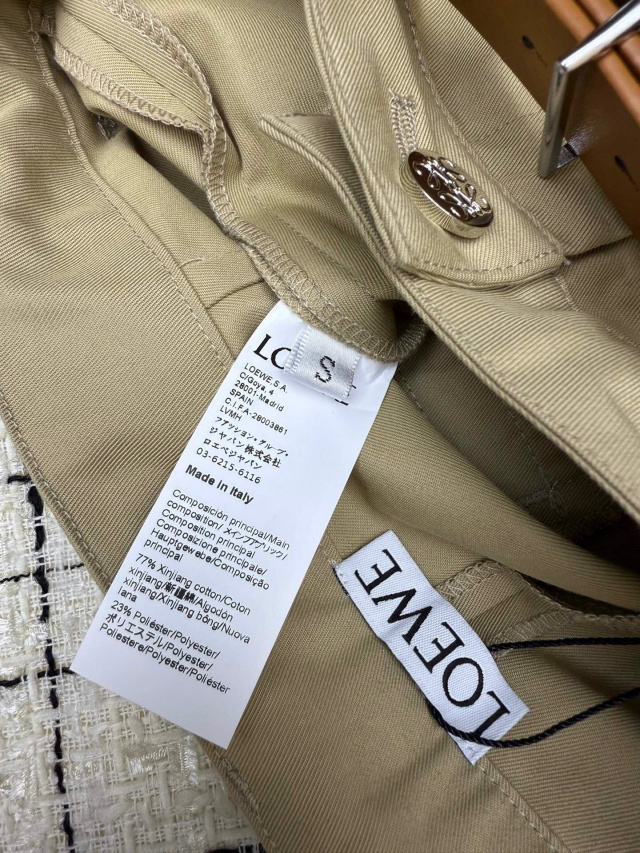 S
LOEWE,S.A.
C/Goya, 4
28001-Madrid
SPAIN
C.I.F.A-28003861
LVMH
ファッション・グループ・
ジャパン株式会社
ロエベジャパン
03-6215-6116
Made in Italy
Composición principal/Main
composition/ メインファブリック/
Composition principal/
Composizione principale/
Hauptgewebe/Composição
principal
77% Xinjiang cotton/Coton
xinjiang/新疆綿/Algodón
xinjiang/Xinjiang bông/Nuova
lana
23% Poliéster/Polyester/
ポリエステル/Polyester/
Poliestere/Polyester/Poliéster
LOEWE